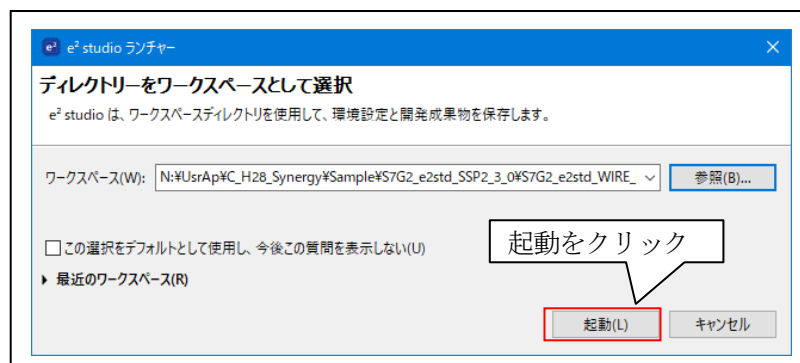 e² studio ランチャー
ディレクトリーをワークスペースとして選択
e² studio は、ワークスペースディレクトリを使用して、環境設定と開発成果物を保存します。
ワークスペース(W): N:¥UsrAp¥C_H28_Synergy¥Sample¥S7G2_e2std_SSP2_3_0¥S7G2_e2std_WIRE_ 参照(B)...
この選択をデフォルトとして使用し、今後この質問を表示しない(U)
起動をクリック
最近のワークスペース(R)
起動(L) キャンセル